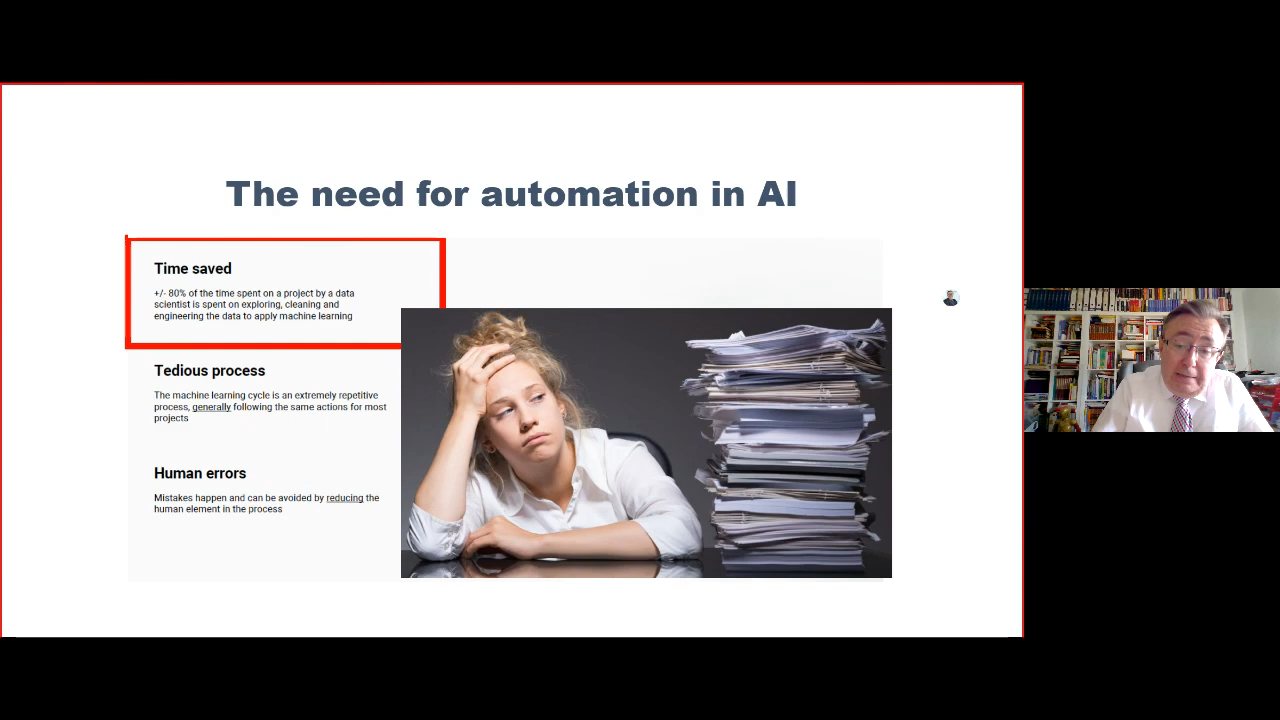 The need for automation in AI
Time saved
+/- 80% of the time spent on a project by a data
scientist is spent on exploring, cleaning and
engineering the data to apply machine learning
Tedious process
The machine learning cycle is an extremely repetitive
process, generally following the same actions for most
projects
Human errors
Mistakes happen and can be avoided by reducing the
human element in the process